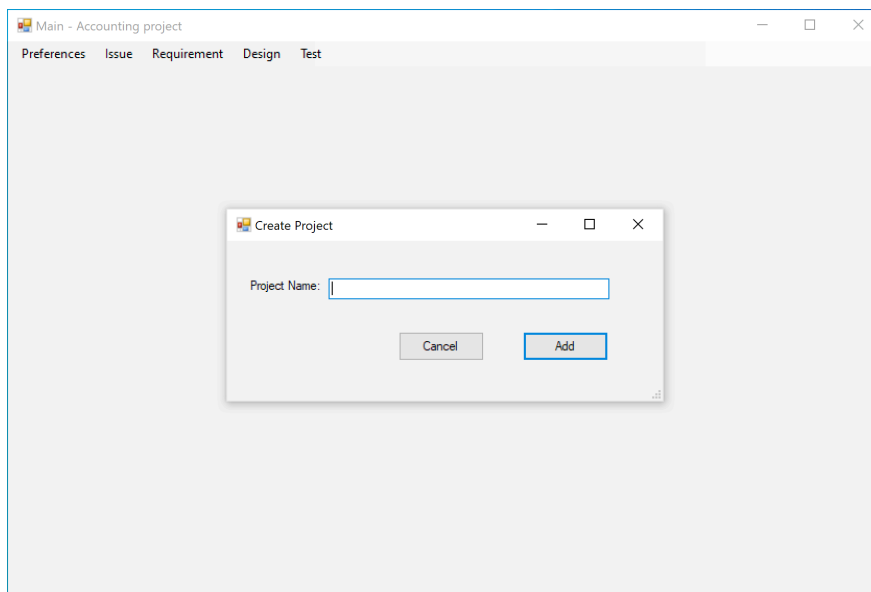 Main - Accounting project
Preferences Issue Requirement Design Test
Create Project
Project Name:
Cancel Add